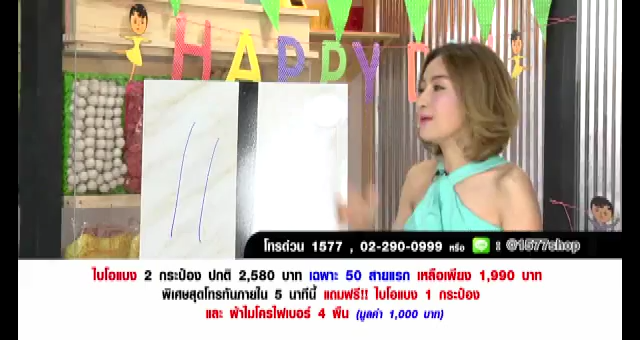 HAPPY D
โทรด่วน 1577 , 02-290-0999 หรือ LINE : @1577shop
ไบโอแบง 2 กระป๋อง ปกติ 2,580 บาท เฉพาะ 50 สายแรก เหลือเพียง 1,990 บาท
พิเศษสุดโทรทันภายใน 5 นาทีนี้ แถมฟรี!! ไบโอแบง 1 กระป๋อง
และ ผ้าไมโครไฟเบอร์ 4 ผืน (มูลค่า 1,000 บาท)